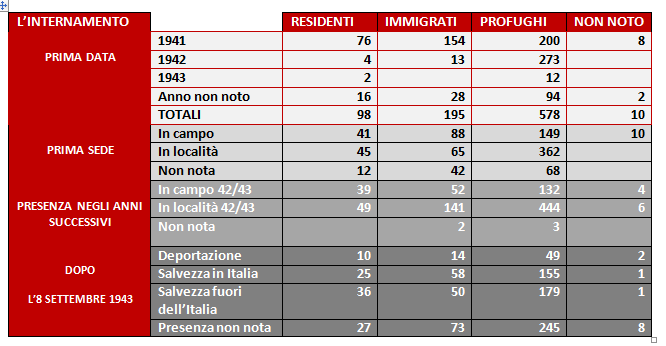 L'INTERNAMENTO RESIDENTI IMMIGRATI PROFUGHI NON NOTO
PRIMA DATA
1941 76 154 200 8
1942 4 13 273
1943 2 12
Anno non noto 16 28 94 2
TOTALI 98 195 578 10
PRIMA SEDE
In campo 41 88 149 10
In località 45 65 362
Non nota 12 42 68
PRESENZA NEGLI ANNI
SUCCESSIVI
In campo 42/43 39 52 132 4
In località 42/43 49 141 444 6
Non nota 2 3
DOPO
L'8 SETTEMBRE 1943
Deportazione 10 14 49 2
Salvezza in Italia 25 58 155 1
Salvezza fuori 36 50 179 1
dell'Italia
Presenza non nota 27 73 245 8